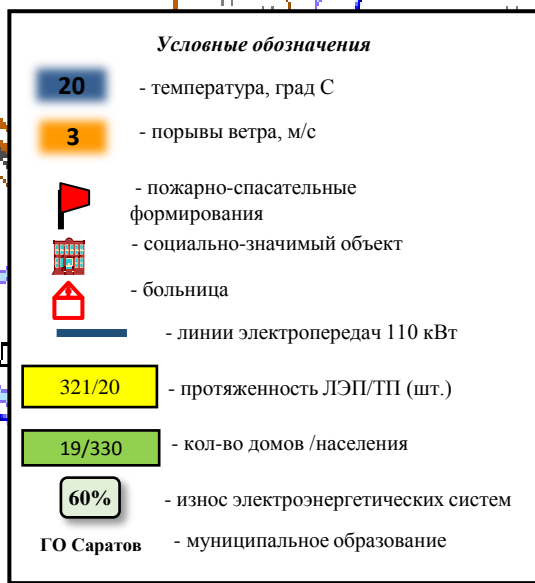 Условные обозначения
20 - температура, град С
3 - порывы ветра, м/с
- пожарно-спасательные
формирования
- социально-значимый объект
- больница
- линии электропередач 110 кВт
321/20 - протяженность ЛЭП/ТП (шт.)
19/330 - кол-во домов /населения
60% - износ электроэнергетических систем
ГО Саратов - муниципальное образование